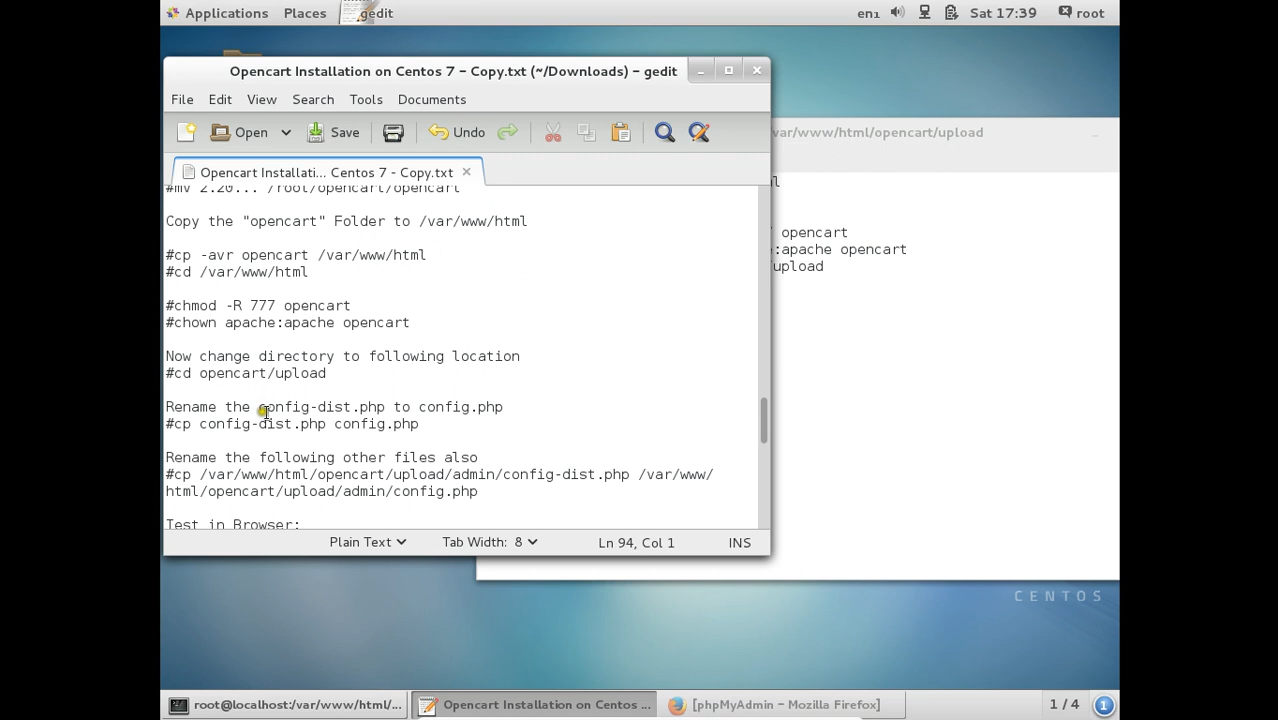 Applications Places gedit en₁ Sat 17:39 root
Opencart Installation on Centos 7 – Copy.txt (~/Downloads) – gedit
File Edit View Search Tools Documents
Open Save Undo
Opencart Installati... Centos 7 - Copy.txt
#mv 2.20... /root/opencart/opencart
Copy the "opencart" Folder to /var/www/html
#cp -avr opencart /var/www/html
#cd /var/www/html
#chmod -R 777 opencart
#chown apache:apache opencart
Now change directory to following location
#cd opencart/upload
Rename the config-dist.php to config.php
#cp config-dist.php config.php
Rename the following other files also
#cp /var/www/html/opencart/upload/admin/config-dist.php /var/www/
html/opencart/upload/admin/config.php
Test in Browser:
Plain Text Tab Width: 8 Ln 94, Col 1 INS
var/www/html/opencart/upload
opencart
:apache opencart
upload
CENTOS
root@localhost:/var/www/html/... Opencart Installation on Centos ... [phpMyAdmin – Mozilla Firefox] 1 / 4 1